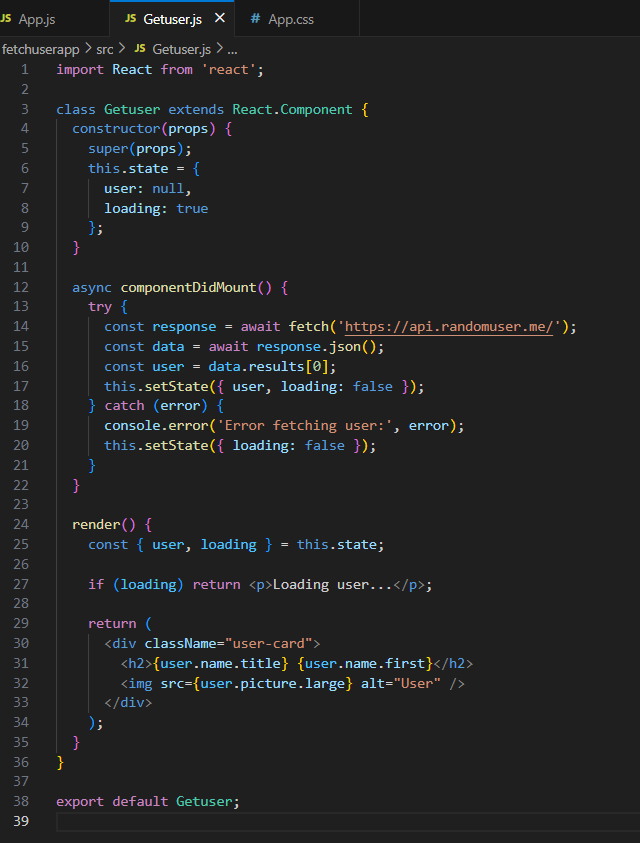 JS App.js JS Getuser.js × # App.css
fetchuserapp > src > JS Getuser.js > ...
1 import React from 'react';
2
3 class Getuser extends React.Component {
4 constructor(props) {
5 super(props);
6 this.state = {
7 user: null,
8 loading: true
9 };
10 }
11
12 async componentDidMount() {
13 try {
14 const response = await fetch('https://api.randomuser.me/');
15 const data = await response.json();
16 const user = data.results[0];
17 this.setState({ user, loading: false });
18 } catch (error) {
19 console.error('Error fetching user:', error);
20 this.setState({ loading: false });
21 }
22 }
23
24 render() {
25 const { user, loading } = this.state;
26
27 if (loading) return <p>Loading user...</p>;
28
29 return (
30 <div className="user-card">
31 <h2>{user.name.title} {user.name.first}</h2>
32 <img src={user.picture.large} alt="User" />
33 </div>
34 );
35 }
36 }
37
38 export default Getuser;
39